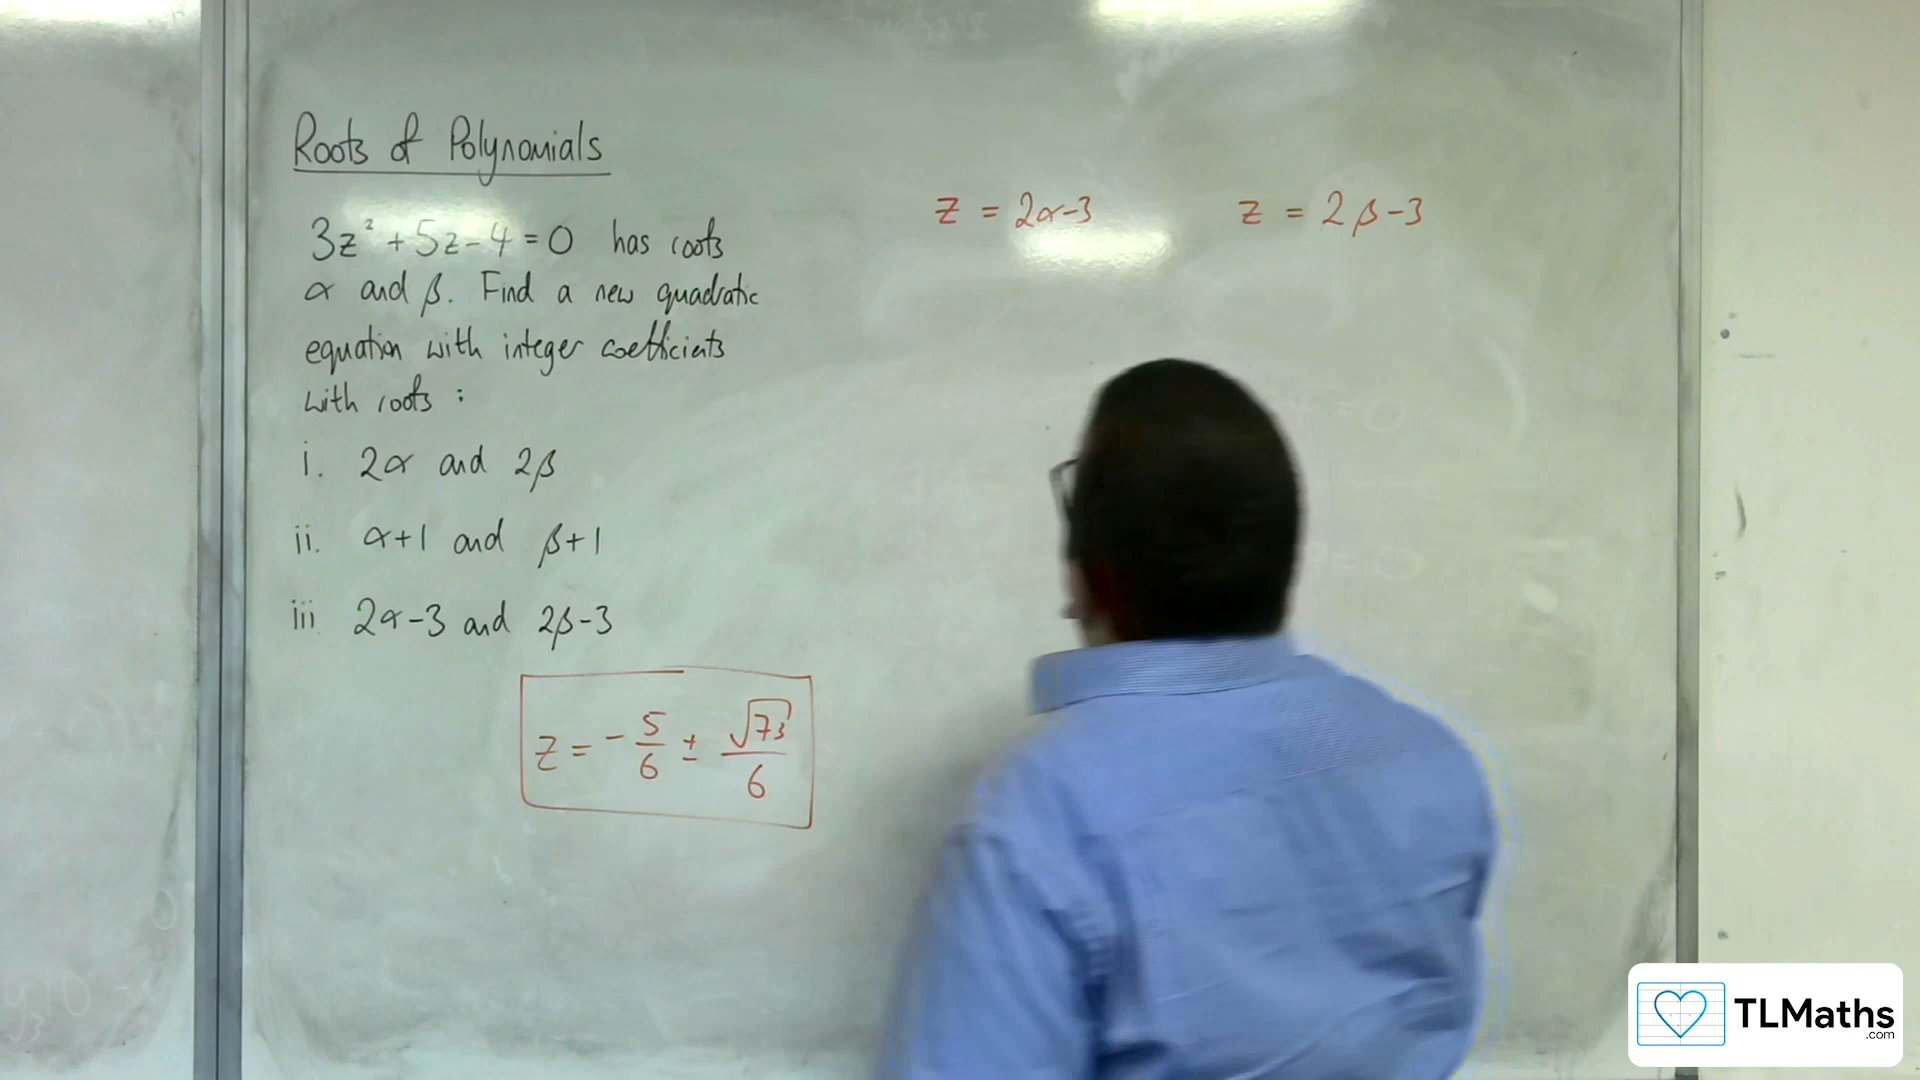 Roots of Polynomials
3z² + 5z - 4 = 0 has roots
α and β. Find a new quadratic
equation with integer coefficients
with roots :
i. 2α and 2β
ii. α+1 and β+1
iii 2α-3 and 2β-3
z = - 5/6 ± √73/6
z = 2α-3
z = 2β-3
TLMaths
.com